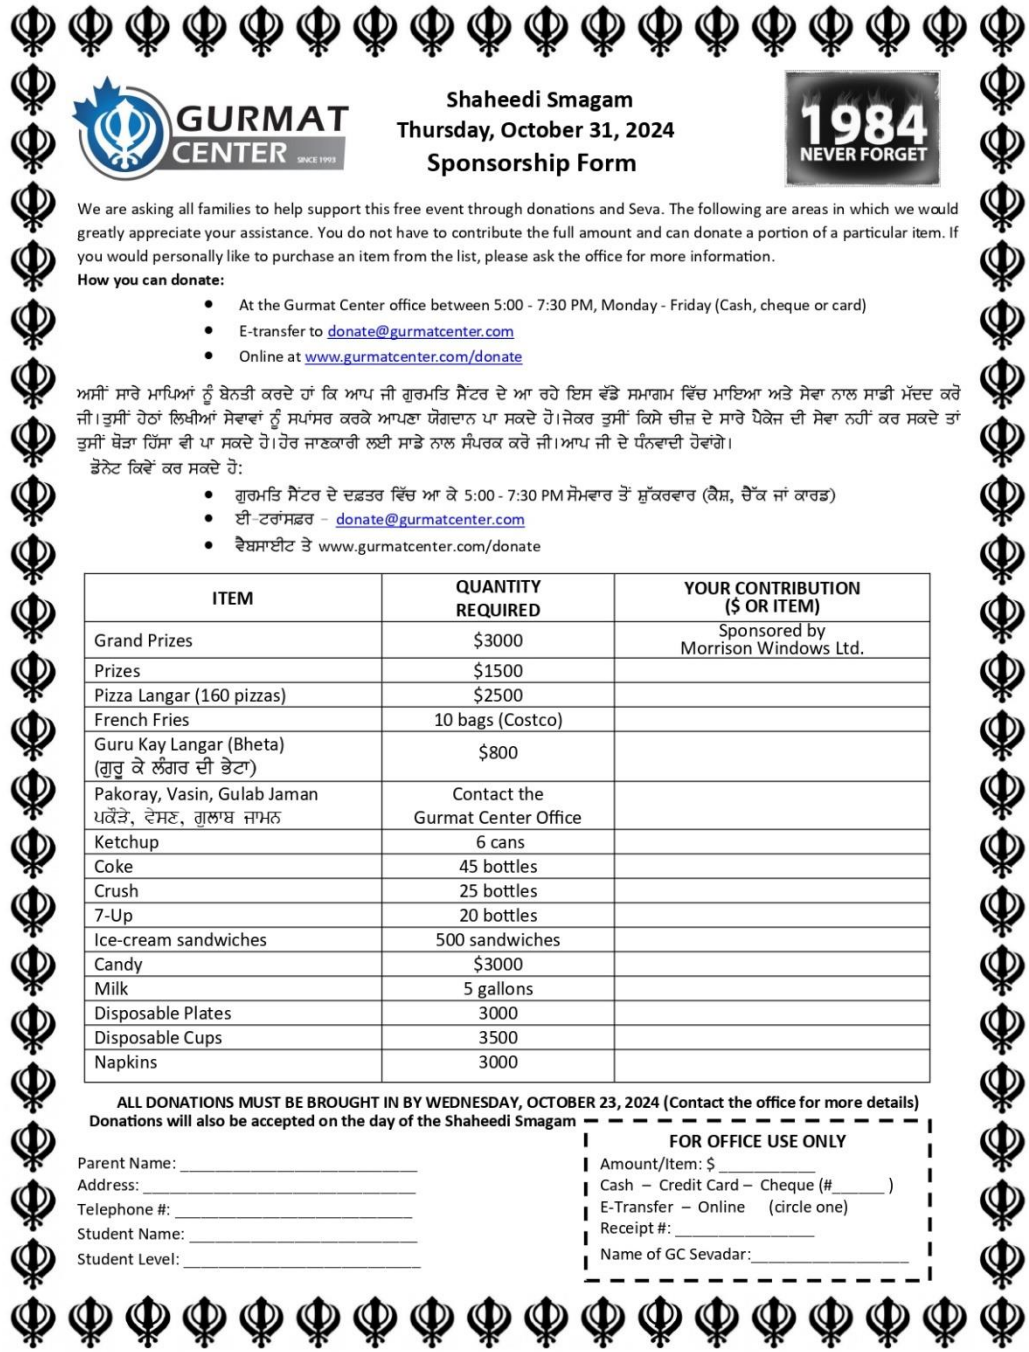 GURMAT
CENTER SINCE 1993
Shaheedi Smagam
Thursday, October 31, 2024
Sponsorship Form
1984
NEVER FORGET
We are asking all families to help support this free event through donations and Seva. The following are areas in which we would
greatly appreciate your assistance. You do not have to contribute the full amount and can donate a portion of a particular item. If
you would personally like to purchase an item from the list, please ask the office for more information.
How you can donate:
• At the Gurmat Center office between 5:00 - 7:30 PM, Monday - Friday (Cash, cheque or card)
• E-transfer to donate@gurmatcenter.com
• Online at www.gurmatcenter.com/donate
ਅਸੀਂ ਸਾਰੇ ਮਾਪਿਆਂ ਨੂੰ ਬੇਨਤੀ ਕਰਦੇ ਹਾਂ ਕਿ ਆਪ ਜੀ ਗੁਰਮਤਿ ਸੈਂਟਰ ਦੇ ਆ ਰਹੇ ਇਸ ਵੱਡੇ ਸਮਾਗਮ ਵਿੱਚ ਮਾਇਆ ਅਤੇ ਸੇਵਾ ਨਾਲ ਸਾਡੀ ਮੱਦਦ ਕਰੋ
ਜੀ।ਤੁਸੀਂ ਹੇਠਾਂ ਲਿਖੀਆਂ ਸੇਵਾਵਾਂ ਨੂੰ ਸਪਾਂਸਰ ਕਰਕੇ ਆਪਣਾ ਯੋਗਦਾਨ ਪਾ ਸਕਦੇ ਹੋ।ਜੇਕਰ ਤੁਸੀਂ ਕਿਸੇ ਚੀਜ਼ ਦੇ ਸਾਰੇ ਪੈਕੇਜ ਦੀ ਸੇਵਾ ਨਹੀਂ ਕਰ ਸਕਦੇ ਤਾਂ
ਤੁਸੀਂ ਥੋੜਾ ਹਿੱਸਾ ਵੀ ਪਾ ਸਕਦੇ ਹੋ।ਹੋਰ ਜਾਣਕਾਰੀ ਲਈ ਸਾਡੇ ਨਾਲ ਸੰਪਰਕ ਕਰੋ ਜੀ।ਆਪ ਜੀ ਦੇ ਧੰਨਵਾਦੀ ਹੋਵਾਂਗੇ।
ਡੋਨੇਟ ਕਿਵੇਂ ਕਰ ਸਕਦੇ ਹੋ:
• ਗੁਰਮਤਿ ਸੈਂਟਰ ਦੇ ਦਫ਼ਤਰ ਵਿੱਚ ਆ ਕੇ 5:00 - 7:30 PM ਸੋਮਵਾਰ ਤੋਂ ਸ਼ੁੱਕਰਵਾਰ (ਕੈਸ਼, ਚੈੱਕ ਜਾਂ ਕਾਰਡ)
• ਈ-ਟਰਾਂਸਫ਼ਰ - donate@gurmatcenter.com
• ਵੈਬਸਾਈਟ ਤੇ www.gurmatcenter.com/donate
ITEM QUANTITY REQUIRED YOUR CONTRIBUTION ($ OR ITEM)
Grand Prizes $3000 Sponsored by Morrison Windows Ltd.
Prizes $1500
Pizza Langar (160 pizzas) $2500
French Fries 10 bags (Costco)
Guru Kay Langar (Bheta) $800
(ਗੁਰੂ ਕੇ ਲੰਗਰ ਦੀ ਭੇਟਾ)
Pakoray, Vasin, Gulab Jaman Contact the
ਪਕੌੜੇ, ਵੇਸਣ, ਗੁਲਾਬ ਜਾਮਨ Gurmat Center Office
Ketchup 6 cans
Coke 45 bottles
Crush 25 bottles
7-Up 20 bottles
Ice-cream sandwiches 500 sandwiches
Candy $3000
Milk 5 gallons
Disposable Plates 3000
Disposable Cups 3500
Napkins 3000
ALL DONATIONS MUST BE BROUGHT IN BY WEDNESDAY, OCTOBER 23, 2024 (Contact the office for more details)
Donations will also be accepted on the day of the Shaheedi Smagam
Parent Name: ____________________________
Address: ________________________________
Telephone #: ____________________________
Student Name: ___________________________
Student Level: ____________________________
FOR OFFICE USE ONLY
Amount/Item: $ ___________
Cash – Credit Card – Cheque (#______ )
E-Transfer – Online (circle one)
Receipt #: ________________
Name of GC Sevadar:__________________